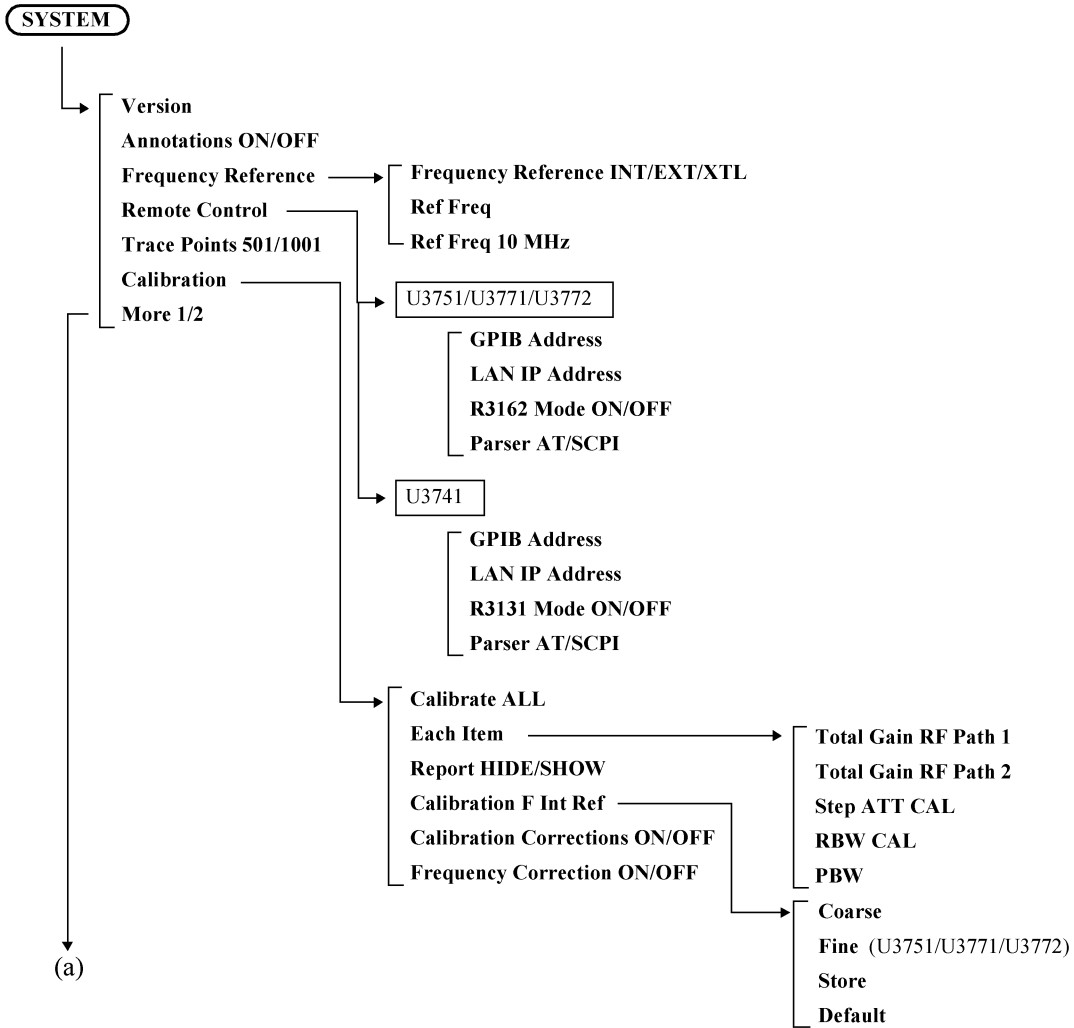 SYSTEM
Version
Annotations ON/OFF
Frequency Reference
Remote Control
Trace Points 501/1001
Calibration
More 1/2
Frequency Reference INT/EXT/XTL
Ref Freq
Ref Freq 10 MHz
U3751/U3771/U3772
GPIB Address
LAN IP Address
R3162 Mode ON/OFF
Parser AT/SCPI
U3741
GPIB Address
LAN IP Address
R3131 Mode ON/OFF
Parser AT/SCPI
Calibrate ALL
Each Item
Report HIDE/SHOW
Calibration F Int Ref
Calibration Corrections ON/OFF
Frequency Correction ON/OFF
Total Gain RF Path 1
Total Gain RF Path 2
Step ATT CAL
RBW CAL
PBW
Coarse
Fine (U3751/U3771/U3772)
Store
Default
(a)